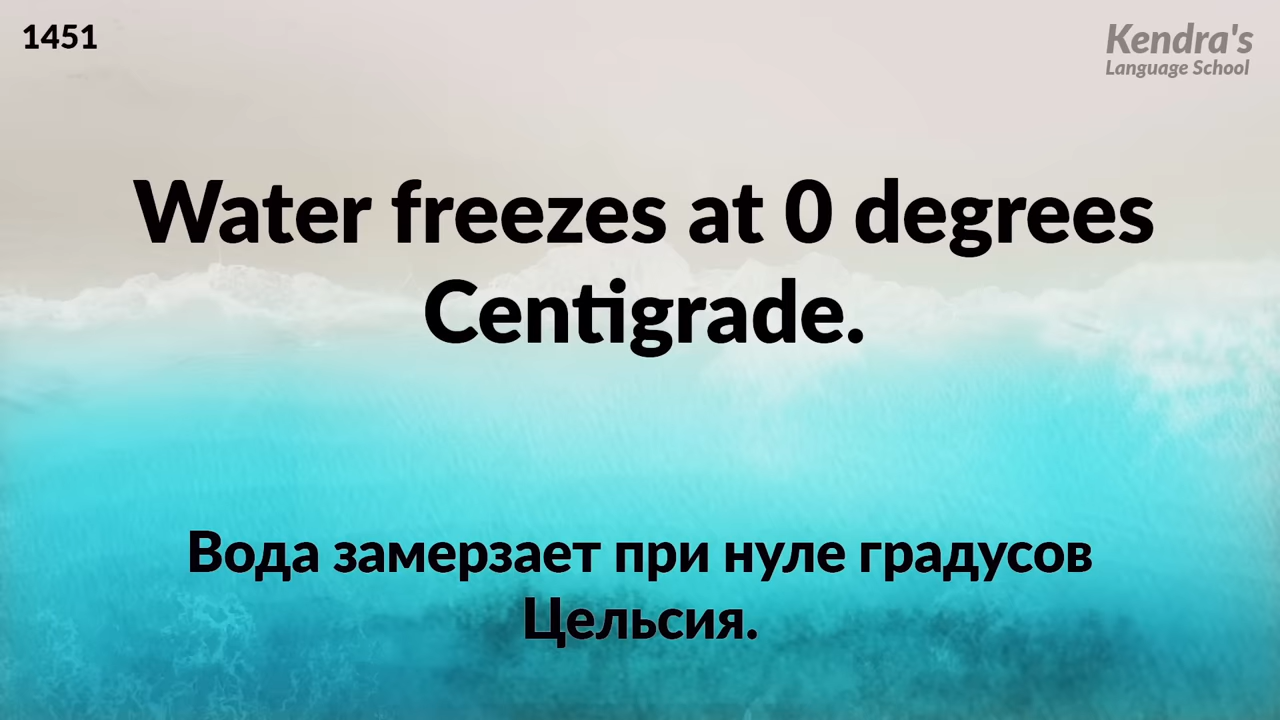 1451
Kendra's
Language School
Water freezes at 0 degrees
Centigrade.
Вода замерзает при нуле градусов
Цельсия.